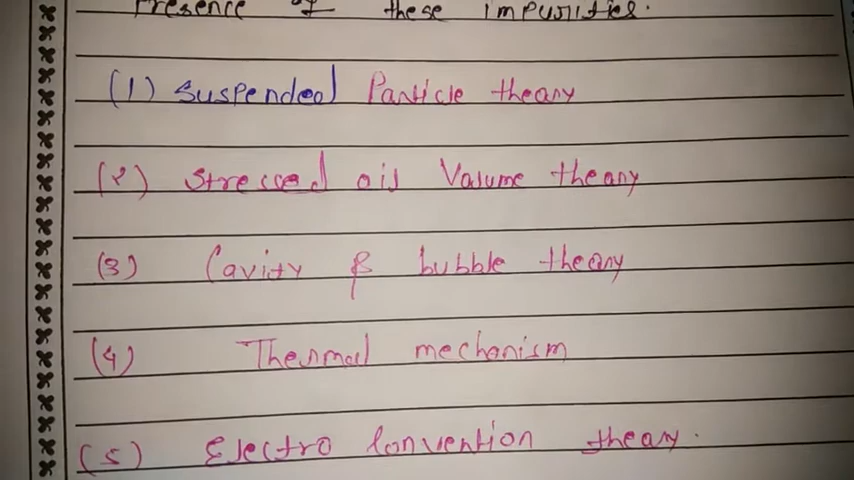 Presence of these impurities.
(1) Suspended Particle theory
(2) Stressed oil Volume theory
(3) Cavity & bubble theory
(4) Thermal mechanism
(5) Electro Convention theory.